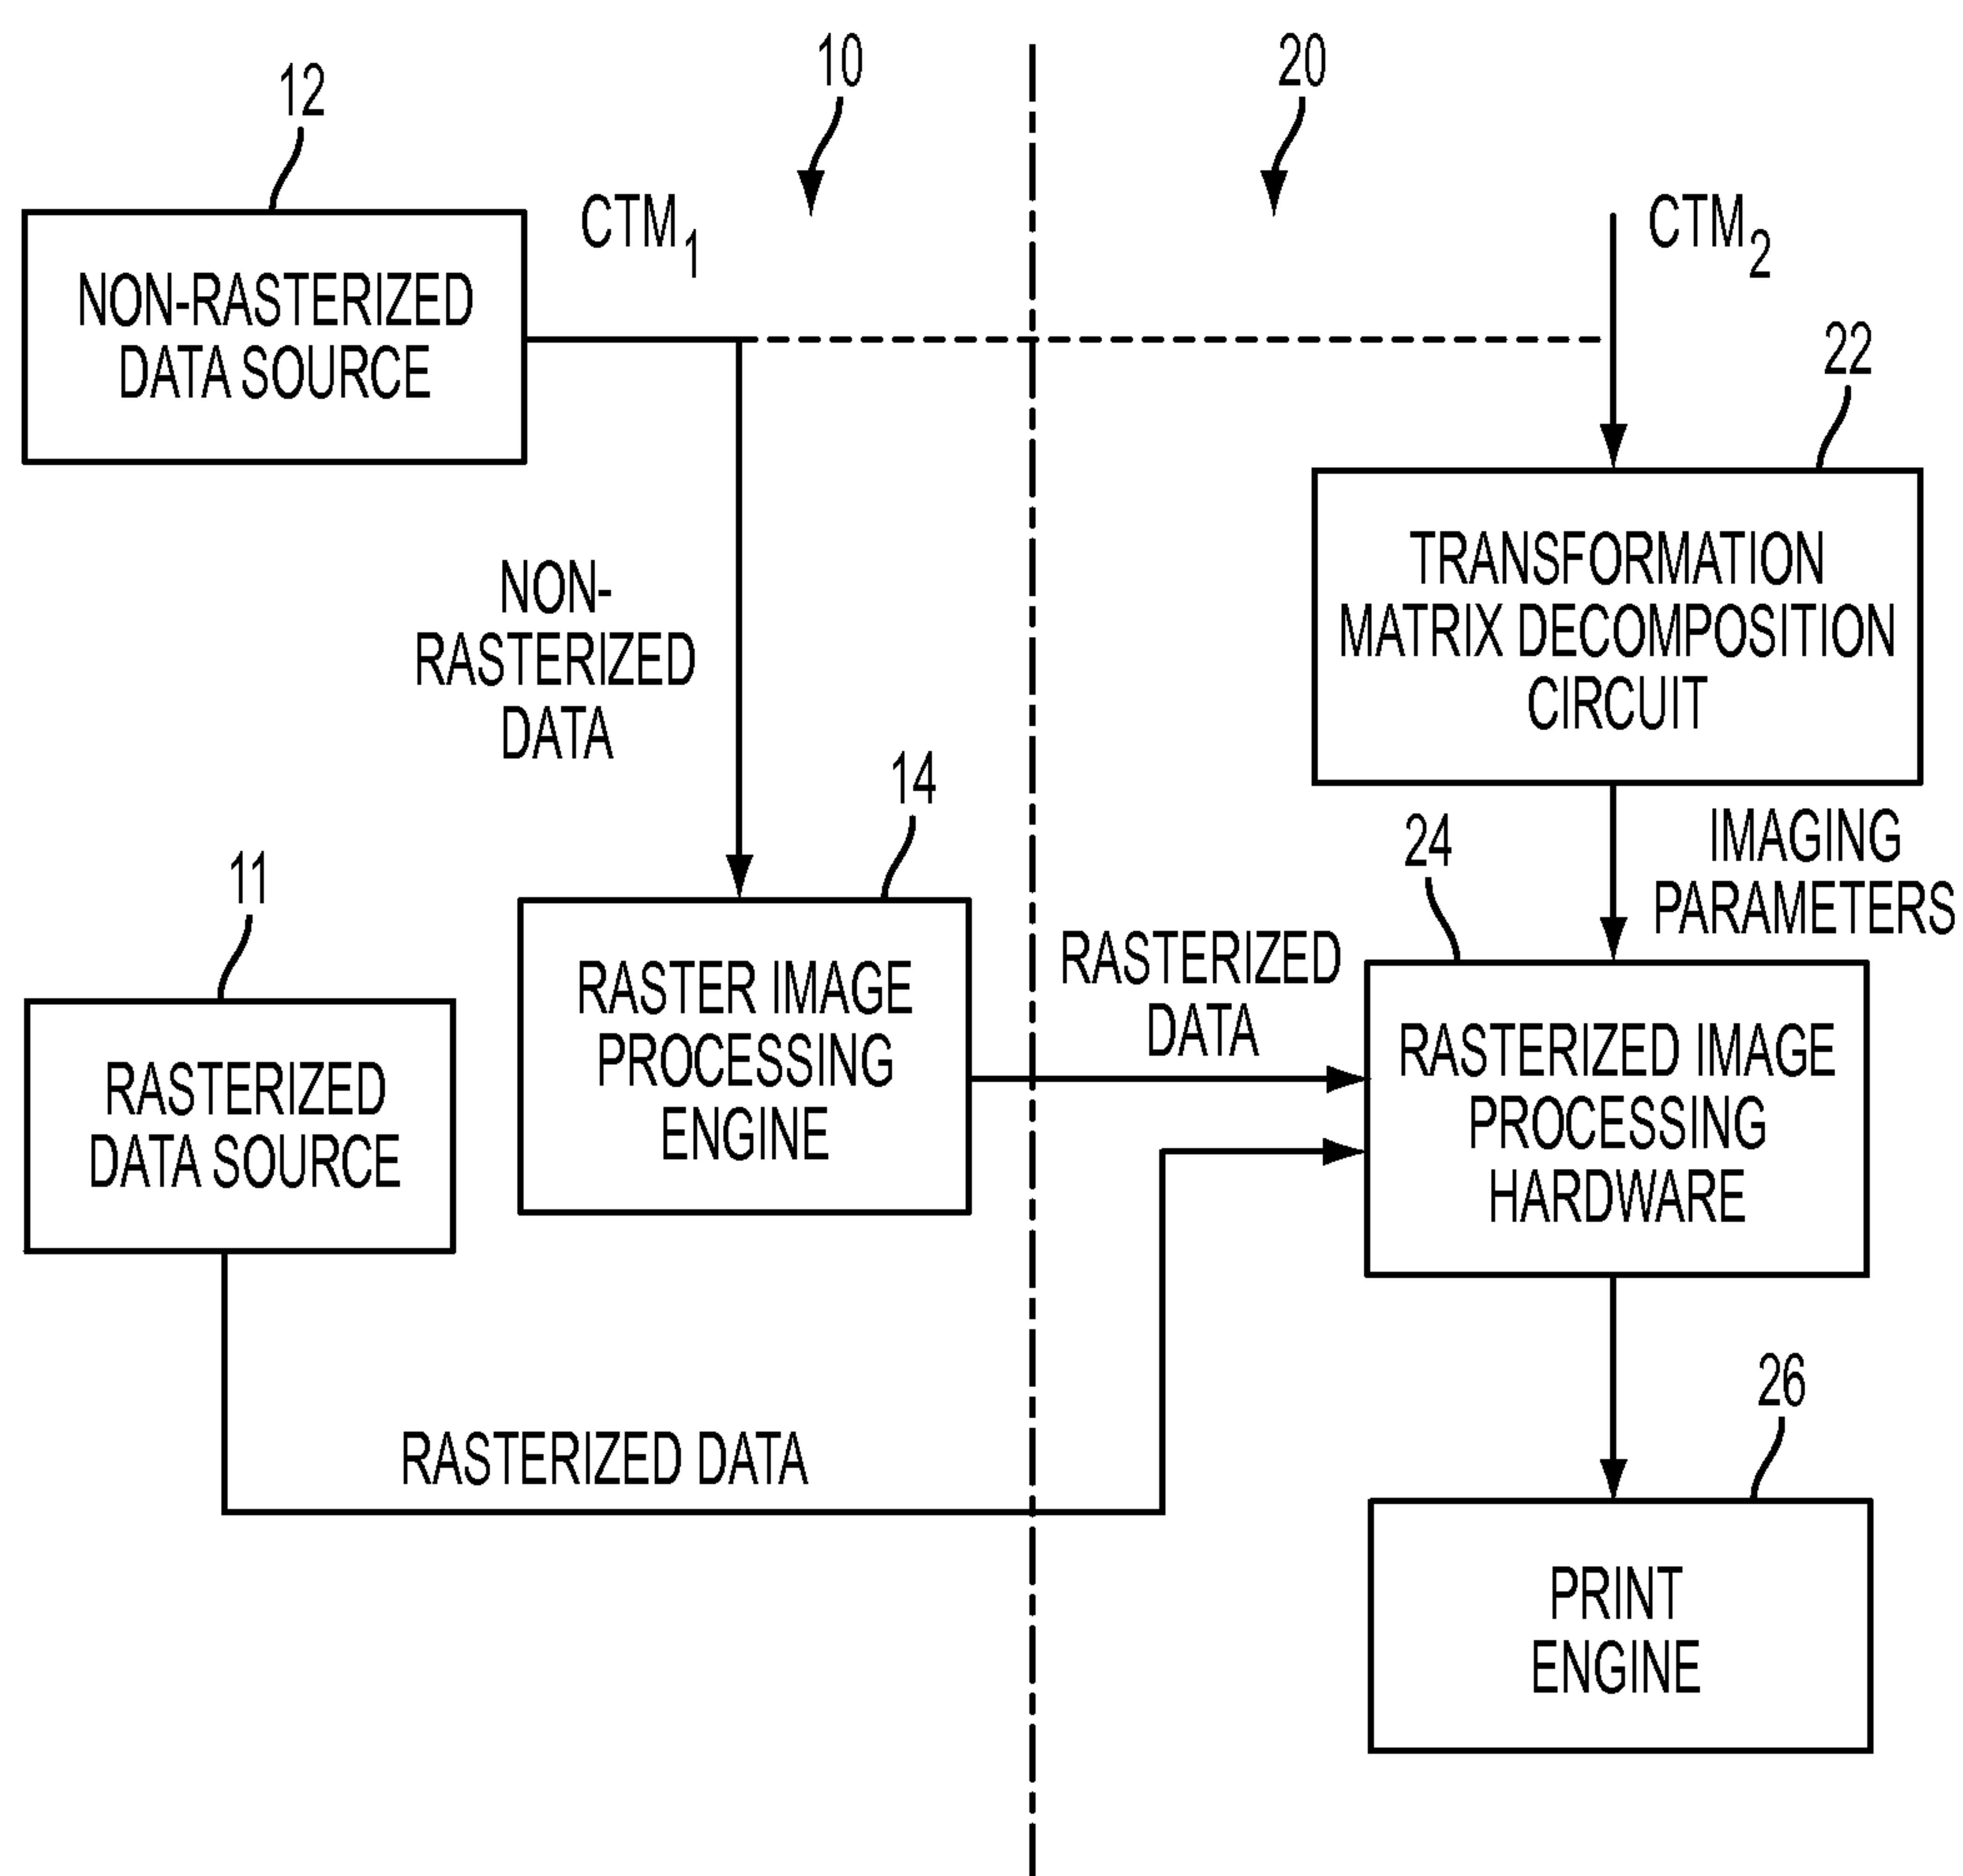 10
20
12
CTM1
CTM2
NON-RASTERIZED
DATA SOURCE
22
TRANSFORMATION
MATRIX DECOMPOSITION
CIRCUIT
NON-
RASTERIZED
DATA
14
24
IMAGING
PARAMETERS
11
RASTER IMAGE
PROCESSING
ENGINE
RASTERIZED
DATA
RASTERIZED IMAGE
PROCESSING
HARDWARE
RASTERIZED
DATA SOURCE
26
RASTERIZED DATA
PRINT
ENGINE